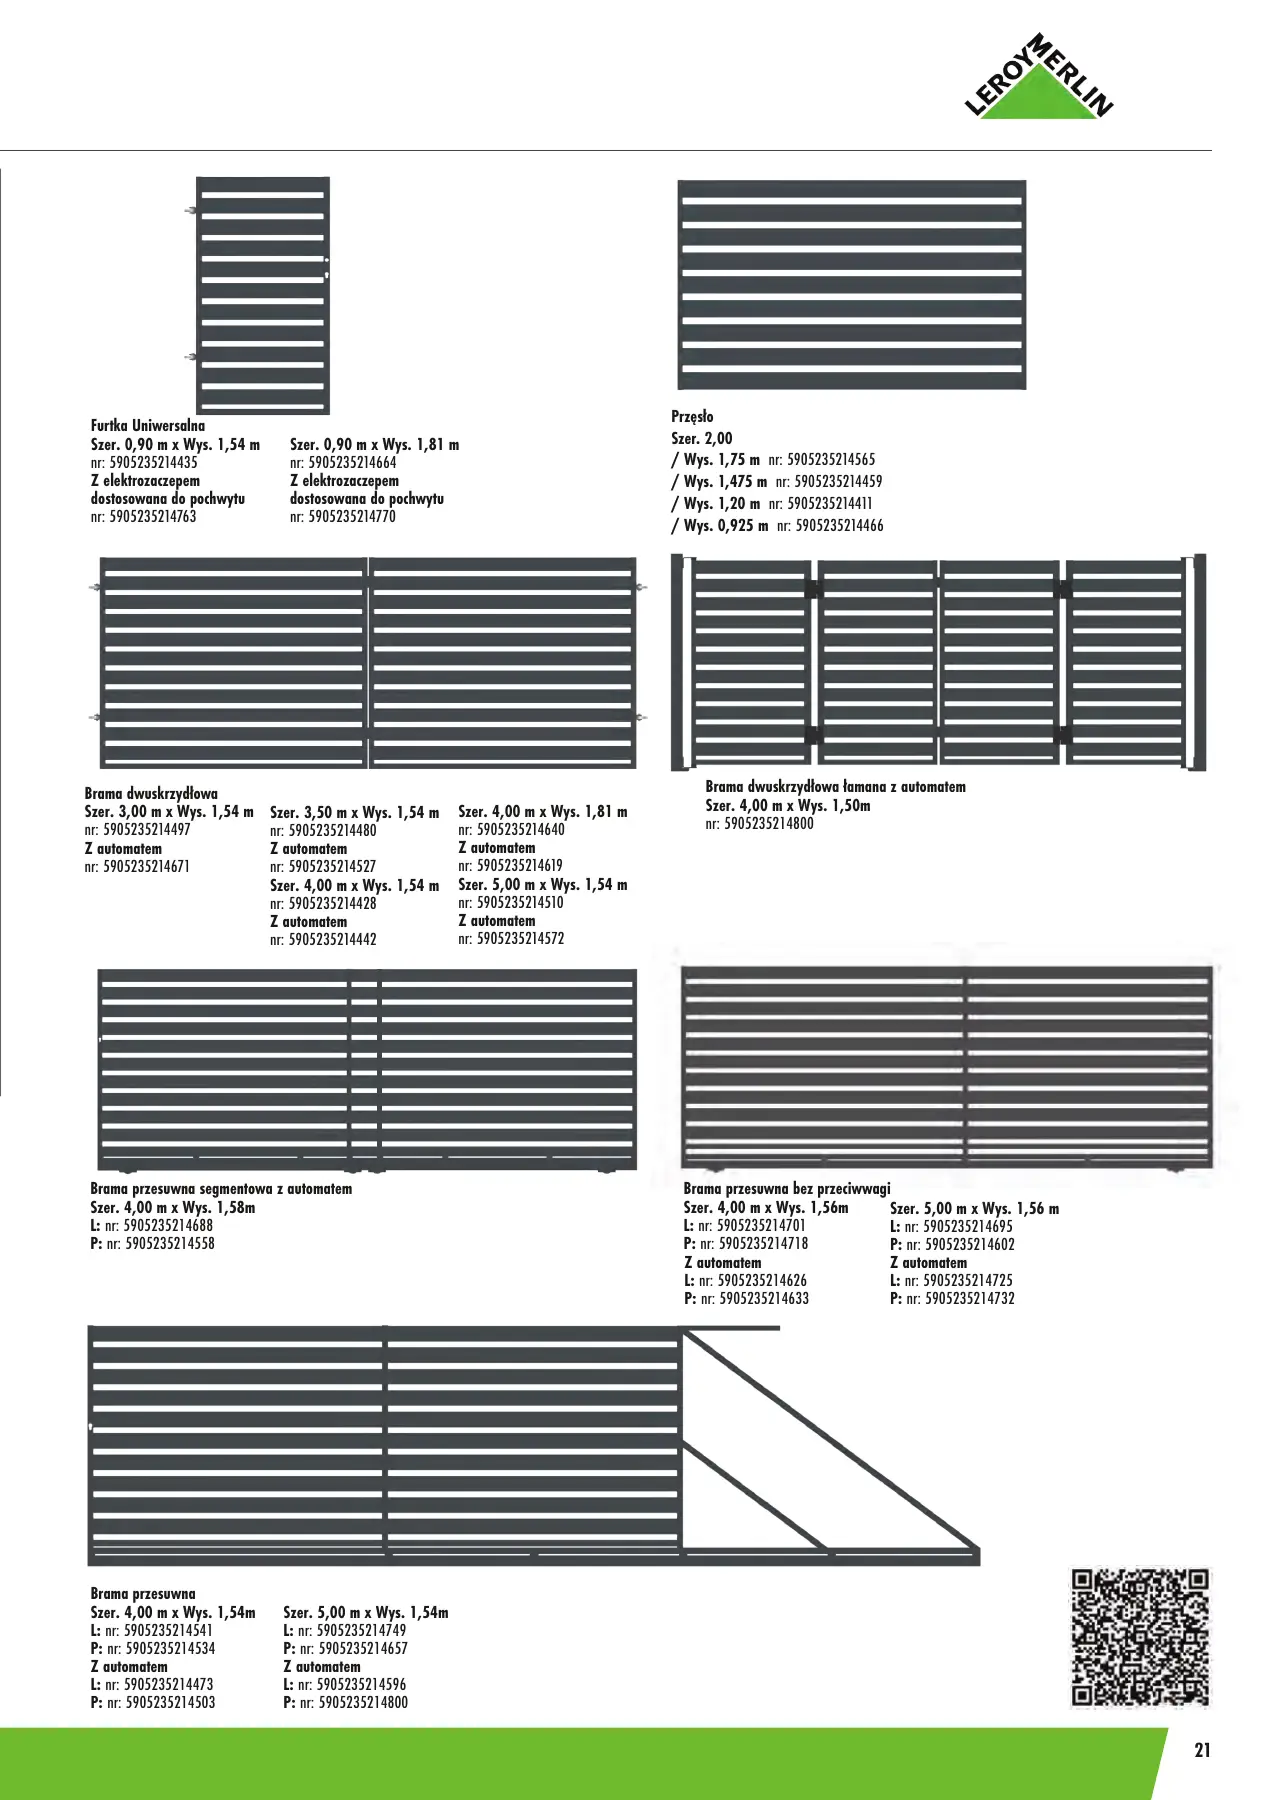 LEROY MERLIN
Furtka Uniwersalna
Szer. 0,90 m x Wys. 1,54 m
nr: 5905235214435
Z elektrozaczepem
dostosowana do pochwytu
nr: 5905235214763
Szer. 0,90 m x Wys. 1,81 m
nr: 5905235214664
Z elektrozaczepem
dostosowana do pochwytu
nr: 5905235214770
Przęsło
Szer. 2,00
/ Wys. 1,75 m nr: 5905235214565
/ Wys. 1,475 m nr: 5905235214459
/ Wys. 1,20 m nr: 5905235214411
/ Wys. 0,925 m nr: 5905235214466
Brama dwuskrzydłowa
Szer. 3,00 m x Wys. 1,54 m
nr: 5905235214497
Z automatem
nr: 5905235214671
Szer. 3,50 m x Wys. 1,54 m
nr: 5905235214480
Z automatem
nr: 5905235214527
Szer. 4,00 m x Wys. 1,54 m
nr: 5905235214428
Z automatem
nr: 5905235214442
Szer. 4,00 m x Wys. 1,81 m
nr: 5905235214640
Z automatem
nr: 5905235214619
Szer. 5,00 m x Wys. 1,54 m
nr: 5905235214510
Z automatem
nr: 5905235214572
Brama dwuskrzydłowa łamana z automatem
Szer. 4,00 m x Wys. 1,50m
nr: 5905235214800
Brama przesuwna segmentowa z automatem
Szer. 4,00 m x Wys. 1,58m
L: nr: 5905235214688
P: nr: 5905235214558
Brama przesuwna bez przeciwwagi
Szer. 4,00 m x Wys. 1,56m
L: nr: 5905235214701
P: nr: 5905235214718
Z automatem
L: nr: 5905235214626
P: nr: 5905235214633
Szer. 5,00 m x Wys. 1,56 m
L: nr: 5905235214695
P: nr: 5905235214602
Z automatem
L: nr: 5905235214725
P: nr: 5905235214732
Brama przesuwna
Szer. 4,00 m x Wys. 1,54m
L: nr: 5905235214541
P: nr: 5905235214534
Z automatem
L: nr: 5905235214473
P: nr: 5905235214503
Szer. 5,00 m x Wys. 1,54m
L: nr: 5905235214749
P: nr: 5905235214657
Z automatem
L: nr: 5905235214596
P: nr: 5905235214800
21